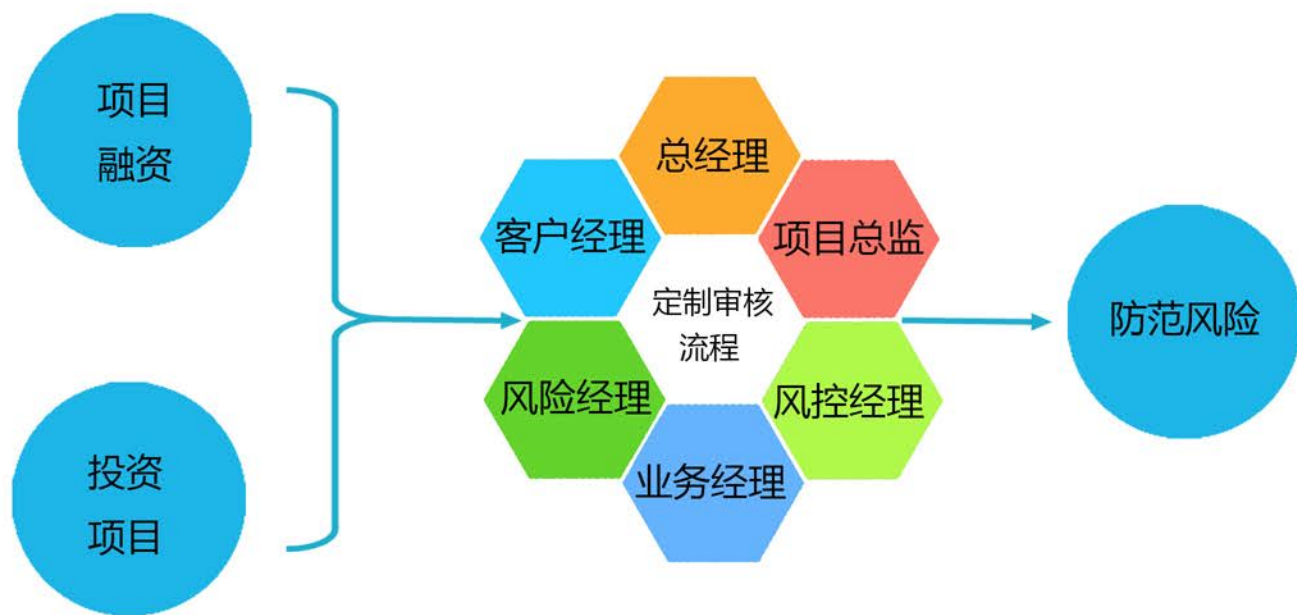 项目
融资
总经理
客户经理
项目总监
定制审核
流程
防范风险
风险经理
风控经理
业务经理
投资
项目